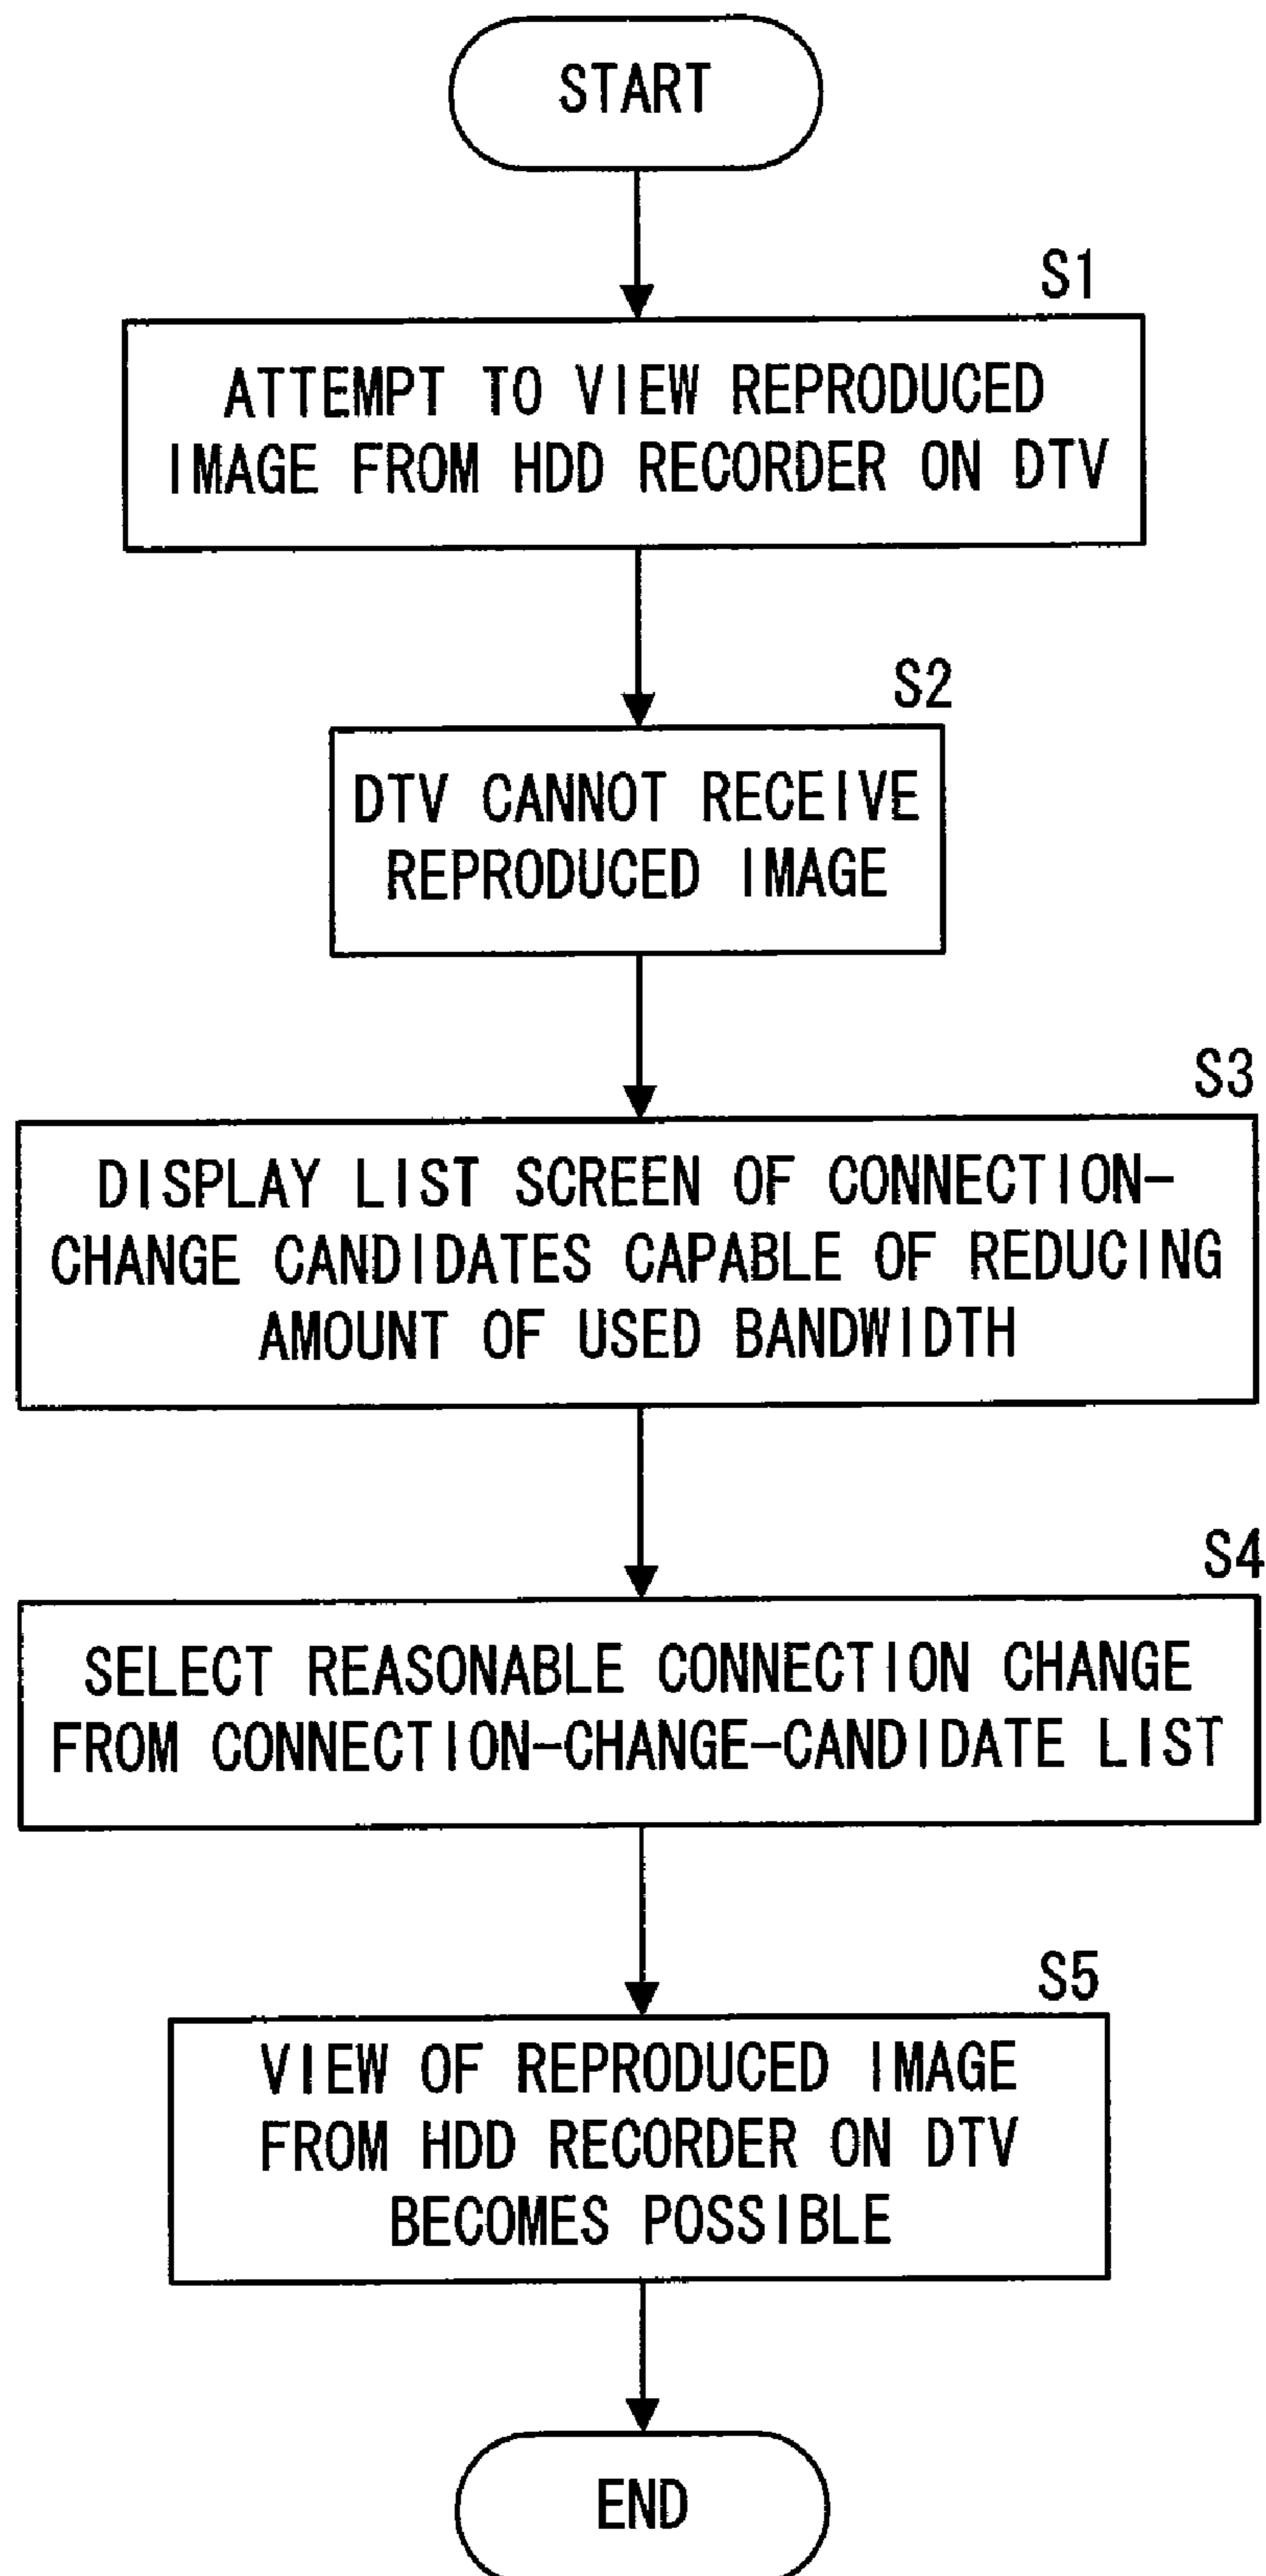 START
S1
ATTEMPT TO VIEW REPRODUCED
IMAGE FROM HDD RECORDER ON DTV
S2
DTV CANNOT RECEIVE
REPRODUCED IMAGE
S3
DISPLAY LIST SCREEN OF CONNECTION-
CHANGE CANDIDATES CAPABLE OF REDUCING
AMOUNT OF USED BANDWIDTH
S4
SELECT REASONABLE CONNECTION CHANGE
FROM CONNECTION-CHANGE-CANDIDATE LIST
S5
VIEW OF REPRODUCED IMAGE
FROM HDD RECORDER ON DTV
BECOMES POSSIBLE
END